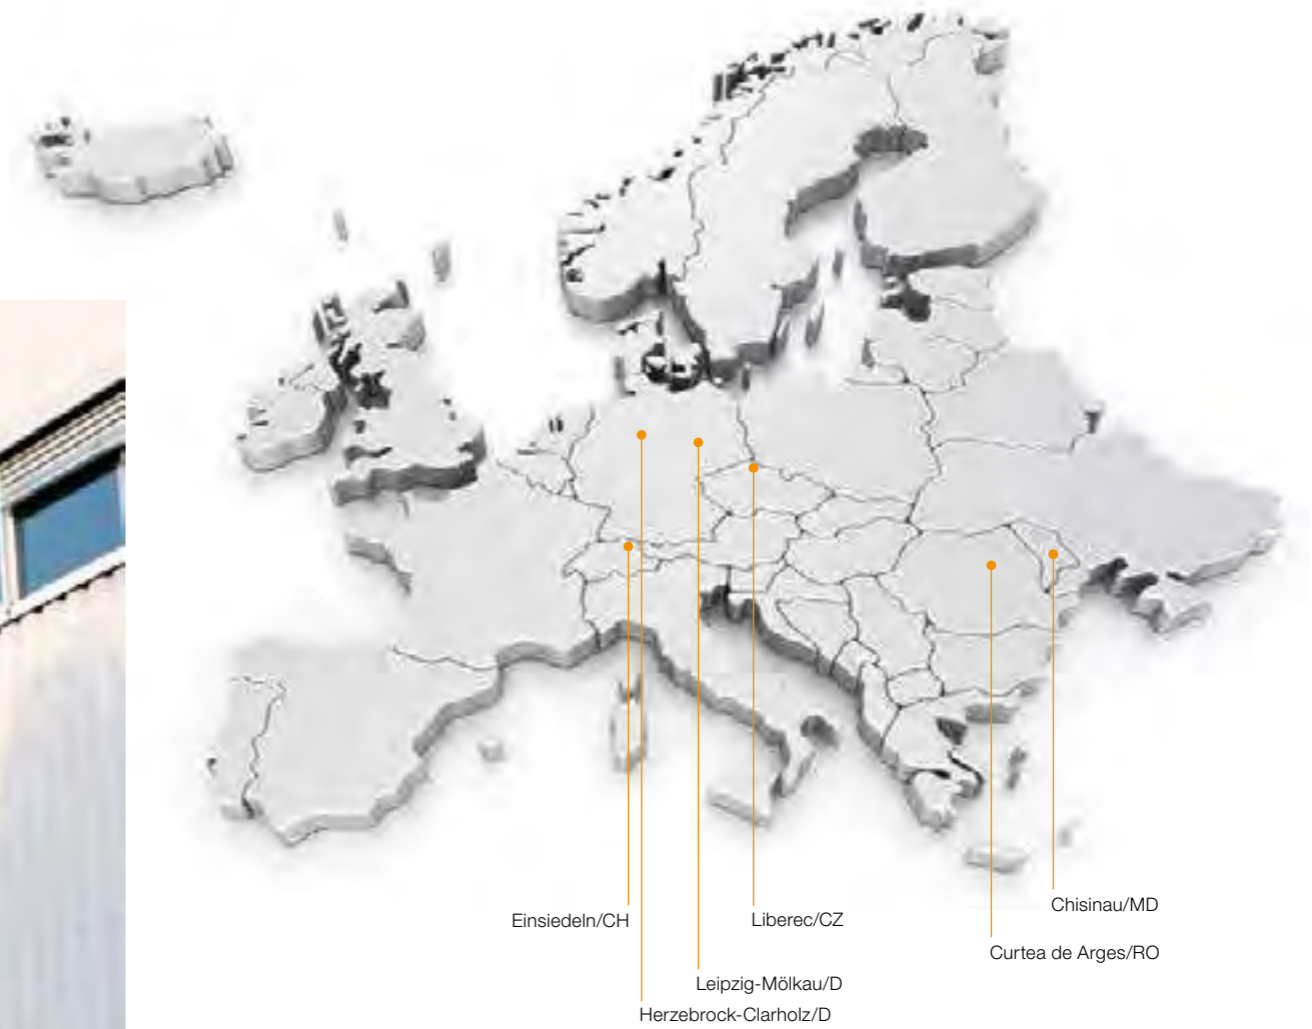 Chisinau/MD
Einsiedeln/CH
Liberec/CZ
Curtea de Arges/RO
Leipzig-Mölkau/D
Herzebrock-Clarholz/D